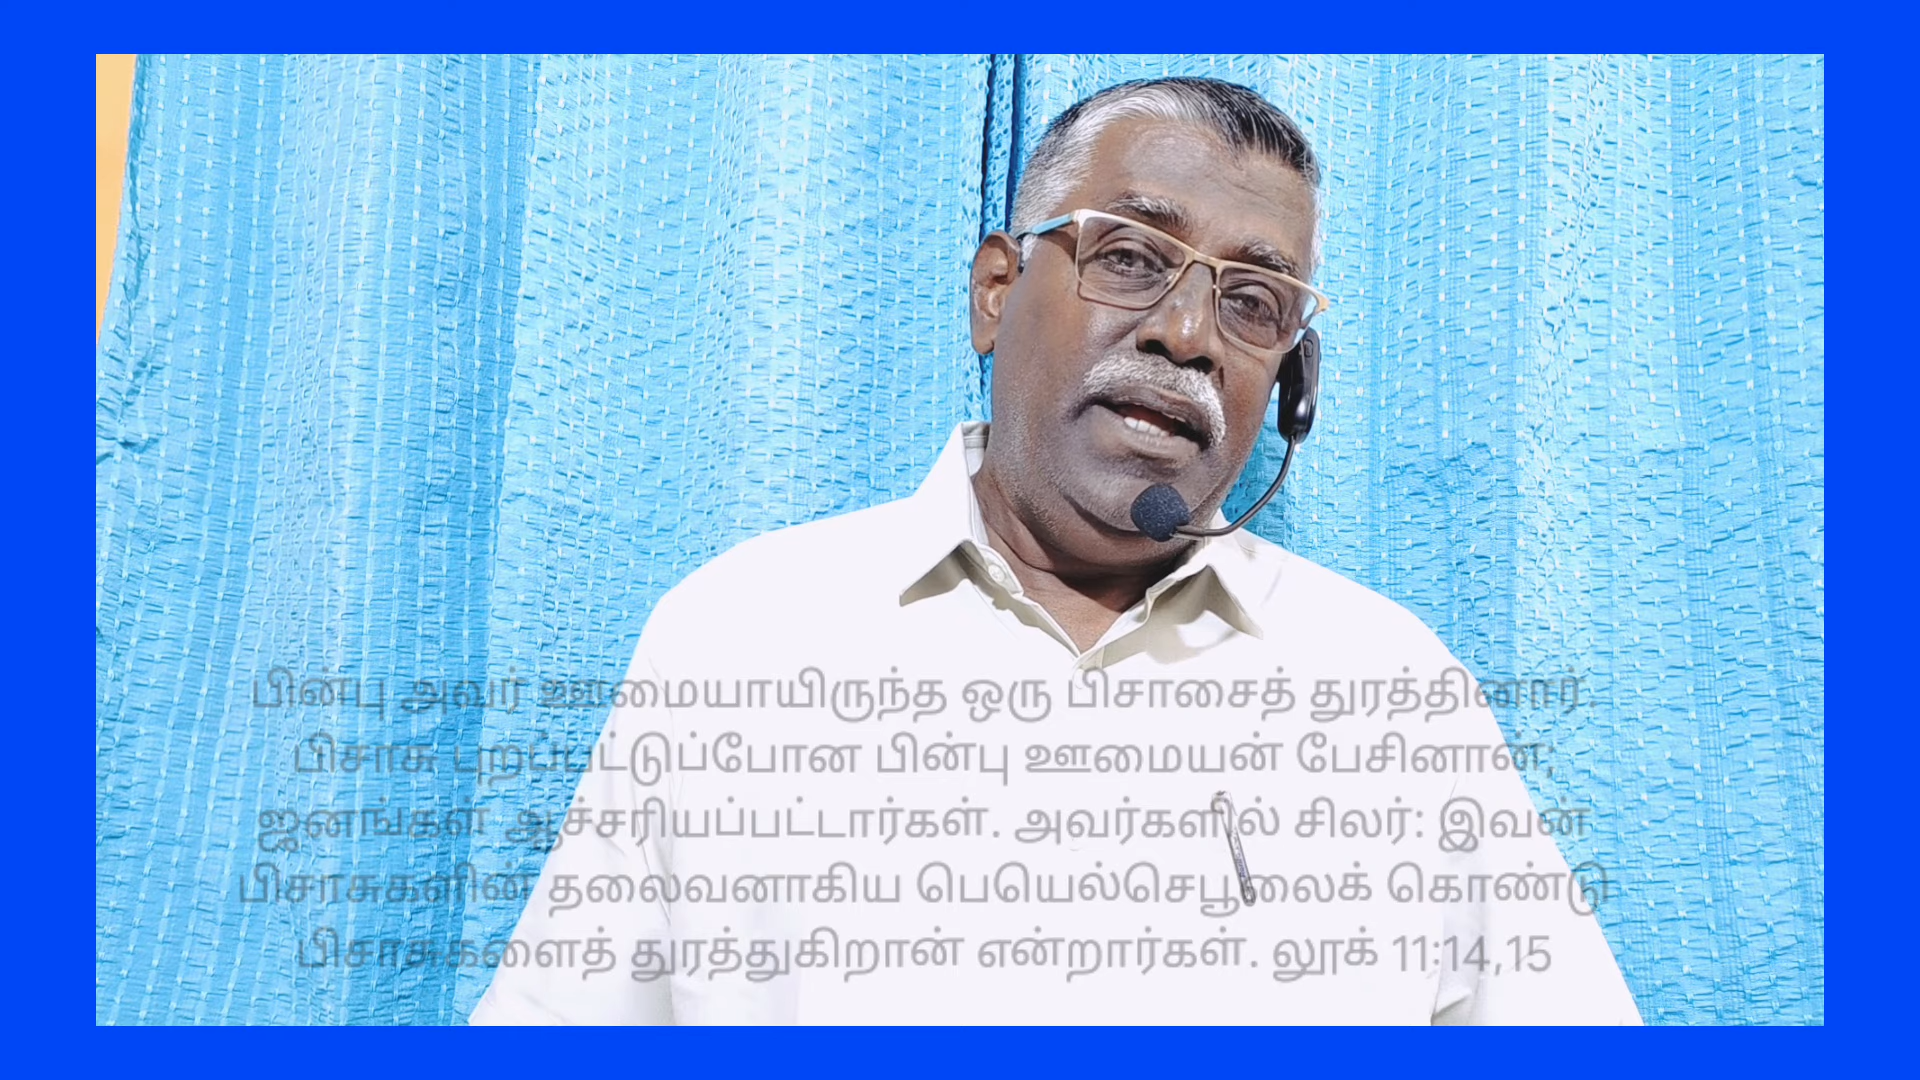 பின்பு அவர் ஊமையாயிருந்த ஒரு பிசாசைத் துரத்தினார்.
பிசாசு புறப்பட்டுப்போன பின்பு ஊமையன் பேசினான்;
ஜனங்கள் ஆச்சரியப்பட்டார்கள். அவர்களில் சிலர்: இவன்
பிசாசுகளின் தலைவனாகிய பெயெல்செபூலைக் கொண்டு
பிசாசுகளைத் துரத்துகிறான் என்றார்கள். லூக் 11:14,15